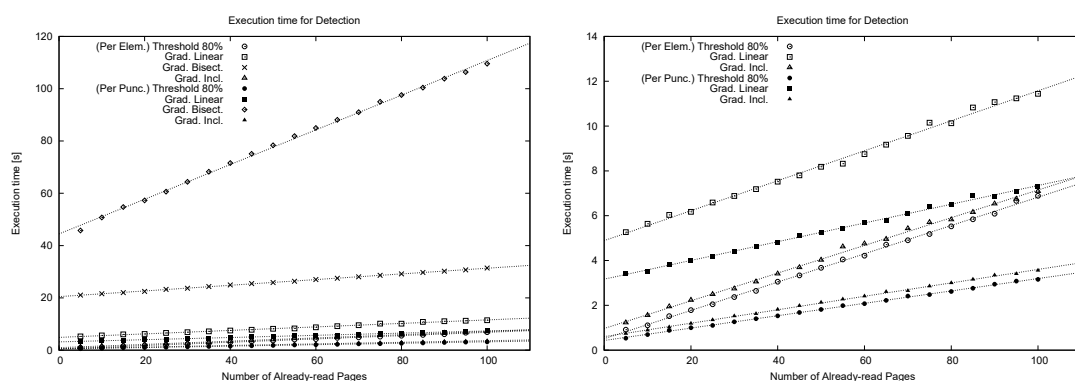 Execution time for Detection
120
100
80
60
40
20
0
0 20 40 60 80 100
Execution time [s]
Number of Already-read Pages
(Per Elem.) Threshold 80%
Grad. Linear
Grad. Bisect.
Grad. Incl.
(Per Punc.) Threshold 80%
Grad. Linear
Grad. Bisect.
Grad. Incl.
Execution time for Detection
14
12
10
8
6
4
2
0
0 20 40 60 80 100
Execution time [s]
Number of Already-read Pages
(Per Elem.) Threshold 80%
Grad. Linear
Grad. Incl.
(Per Punc.) Threshold 80%
Grad. Linear
Grad. Incl.